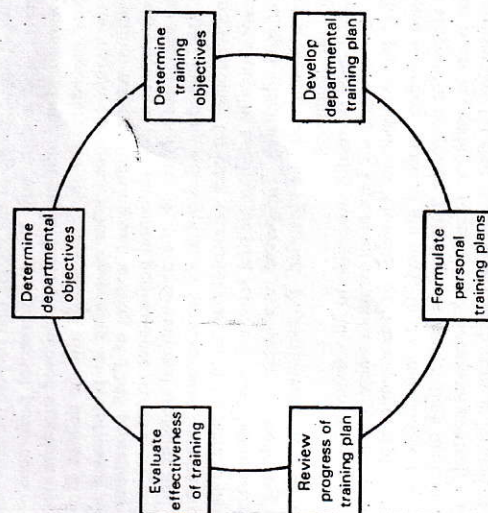 Determine
departmental
objectives
Determine
training
objectives
Develop
departmental
training plan
Formulate
personal
training plans
Review
progress of
training plan
Evaluate
effectiveness
of training